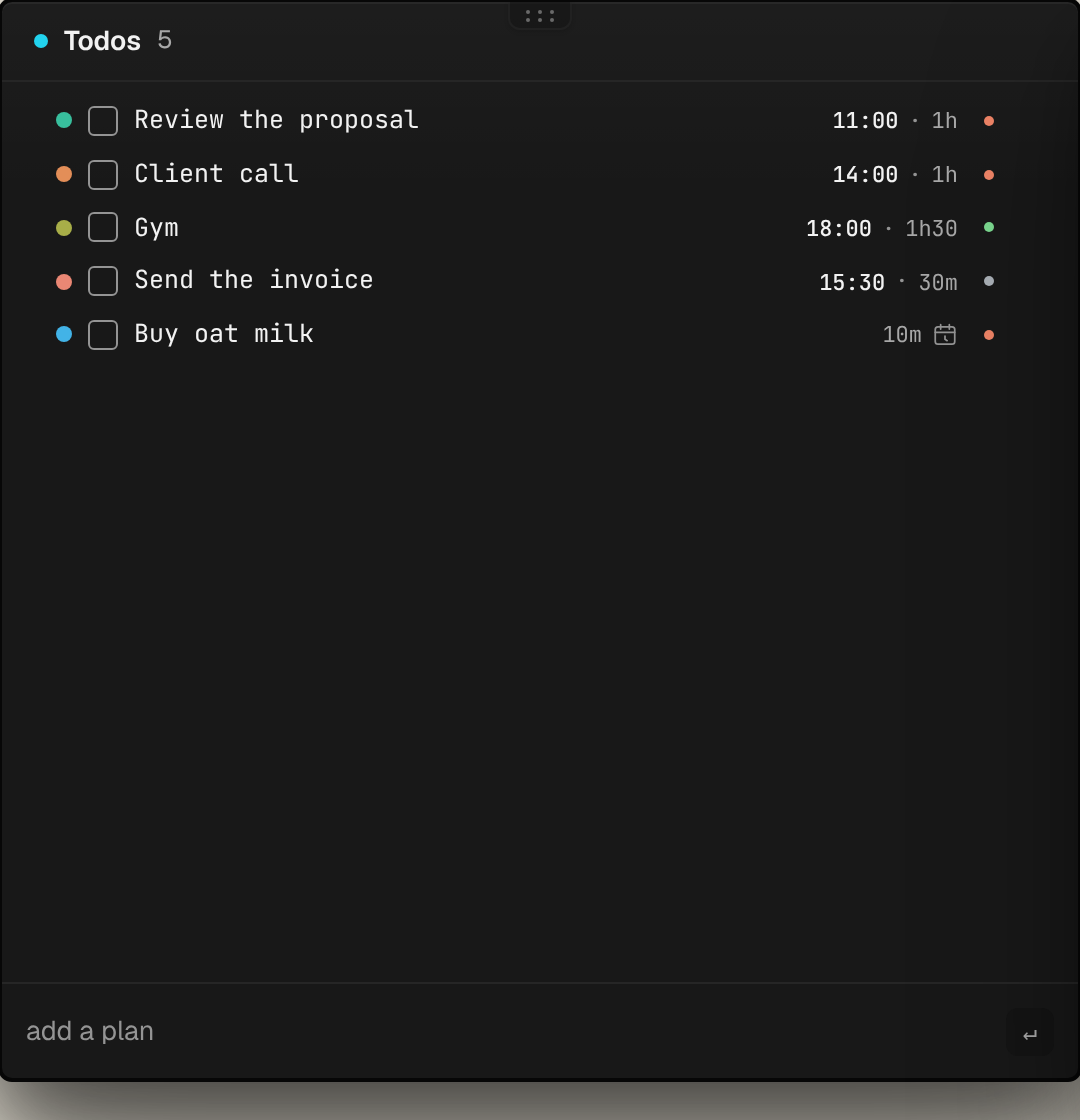 Todos 5
Review the proposal 11:00 · 1h
Client call 14:00 · 1h
Gym 18:00 · 1h30
Send the invoice 15:30 · 30m
Buy oat milk 10m
add a plan ↵